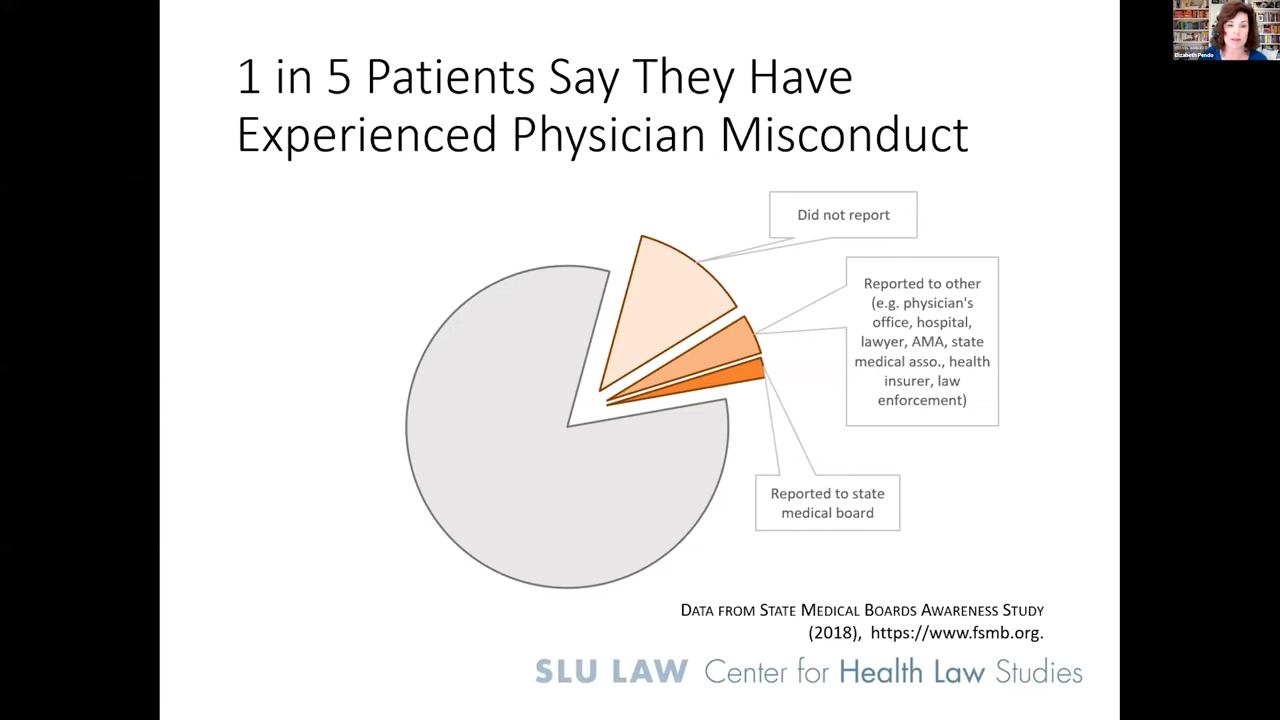 1 in 5 Patients Say They Have
Experienced Physician Misconduct
Did not report
Reported to other
(e.g. physician's
office, hospital,
lawyer, AMA, state
medical asso., health
insurer, law
enforcement)
Reported to state
medical board
DATA FROM STATE MEDICAL BOARDS AWARENESS STUDY
(2018), https://www.fsmb.org.
SLU LAW Center for Health Law Studies
Elizabeth Pendo